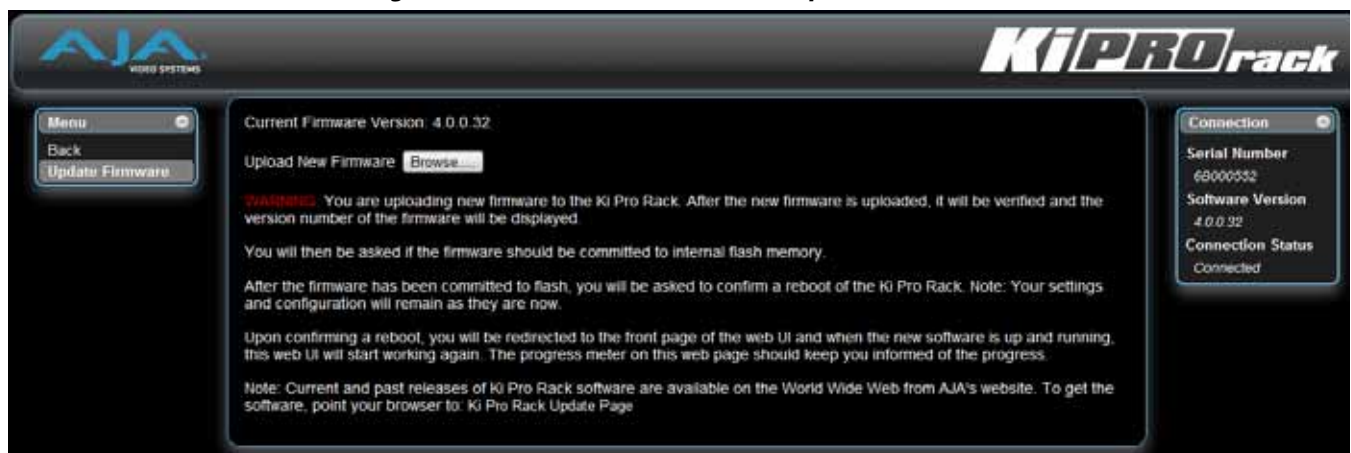 AJA
VIDEO SYSTEMS
KiPROrack
Menu
Back
Update Firmware
Current Firmware Version: 4.0.0.32
Upload New Firmware Browse...
WARNING: You are uploading new firmware to the Ki Pro Rack. After the new firmware is uploaded, it will be verified and the
version number of the firmware will be displayed.
You will then be asked if the firmware should be committed to internal flash memory.
After the firmware has been committed to flash, you will be asked to confirm a reboot of the Ki Pro Rack. Note: Your settings
and configuration will remain as they are now.
Upon confirming a reboot, you will be redirected to the front page of the web UI and when the new software is up and running,
this web UI will start working again. The progress meter on this web page should keep you informed of the progress.
Note: Current and past releases of Ki Pro Rack software are available on the World Wide Web from AJA's website. To get the
software, point your browser to: Ki Pro Rack Update Page
Connection
Serial Number
6B000552
Software Version
4.0.0.32
Connection Status
Connected